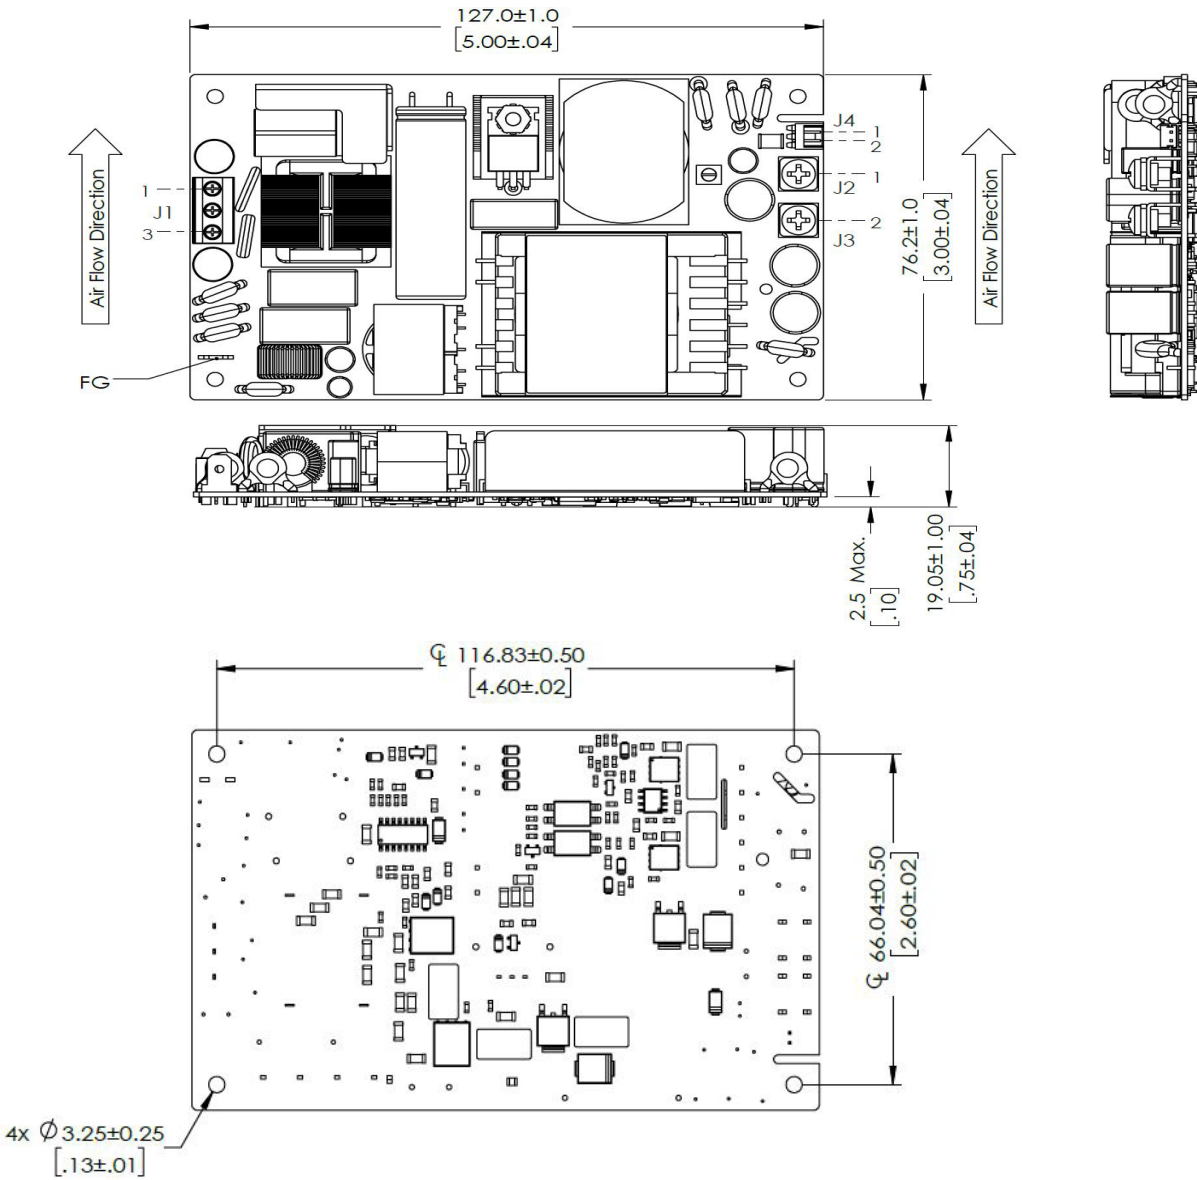 127.0±1.0
[5.00±.04]
J4
1
2
1
J2
2
J3
1
J1
3
Air Flow Direction
Air Flow Direction
76.2±1.0
[3.00±.04]
FG
2.5 Max.
[.10]
19.05±1.00
[.75±.04]
℄ 116.83±0.50
[4.60±.02]
℄ 66.04±0.50
[2.60±.02]
4x Ø3.25±0.25
[.13±.01]